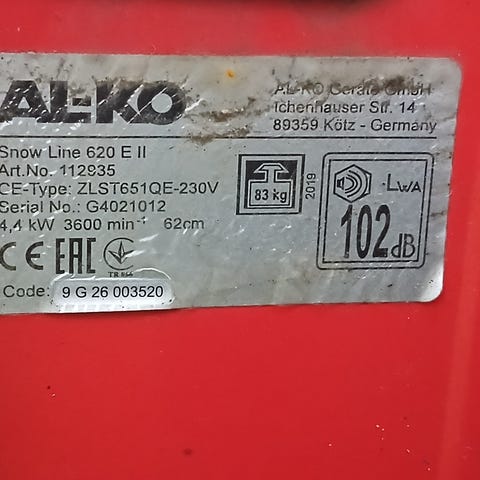 AL-KO
Snow Line 620 E II
Art.No. 112935
CE-Type: ZLST651QE-230V
Serial No.: G4021012
4,4 kW 3600 min⁻¹ 62cm
CE EAC
Code: 9 G 26 003520
83 kg
2019
AL-KO Geräte GmbH
Ichenhauser Str. 14
89359 Kötz - Germany
LWA
102 dB